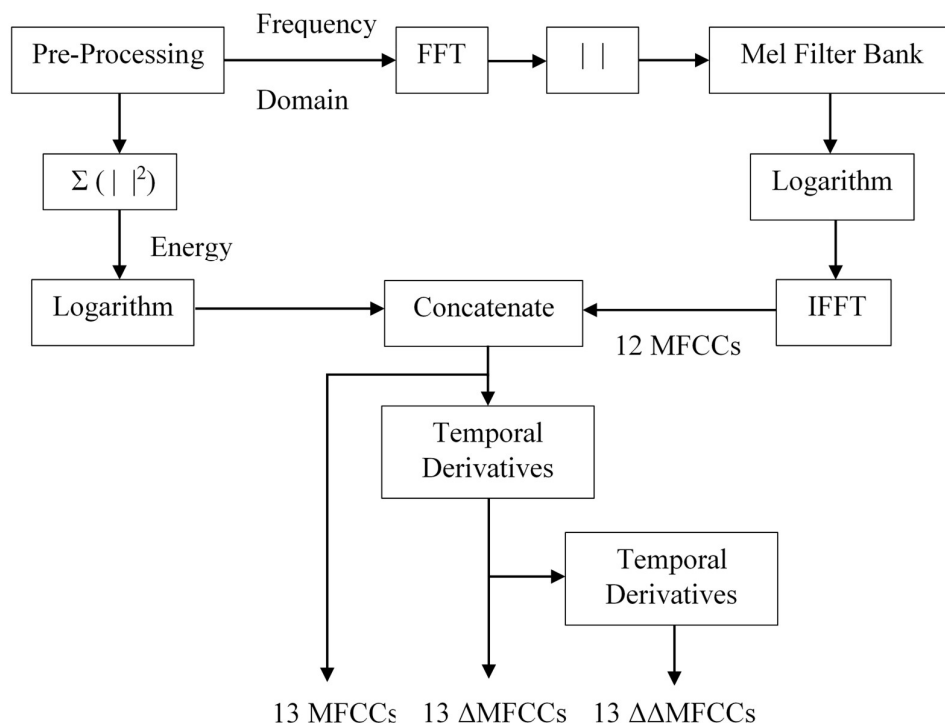 Frequency
Pre-Processing
FFT
| |
Mel Filter Bank
Domain
Σ ( | |²)
Logarithm
Energy
Logarithm
Concatenate
IFFT
12 MFCCs
Temporal
Derivatives
Temporal
Derivatives
13 MFCCs
13 ΔMFCCs
13 ΔΔMFCCs